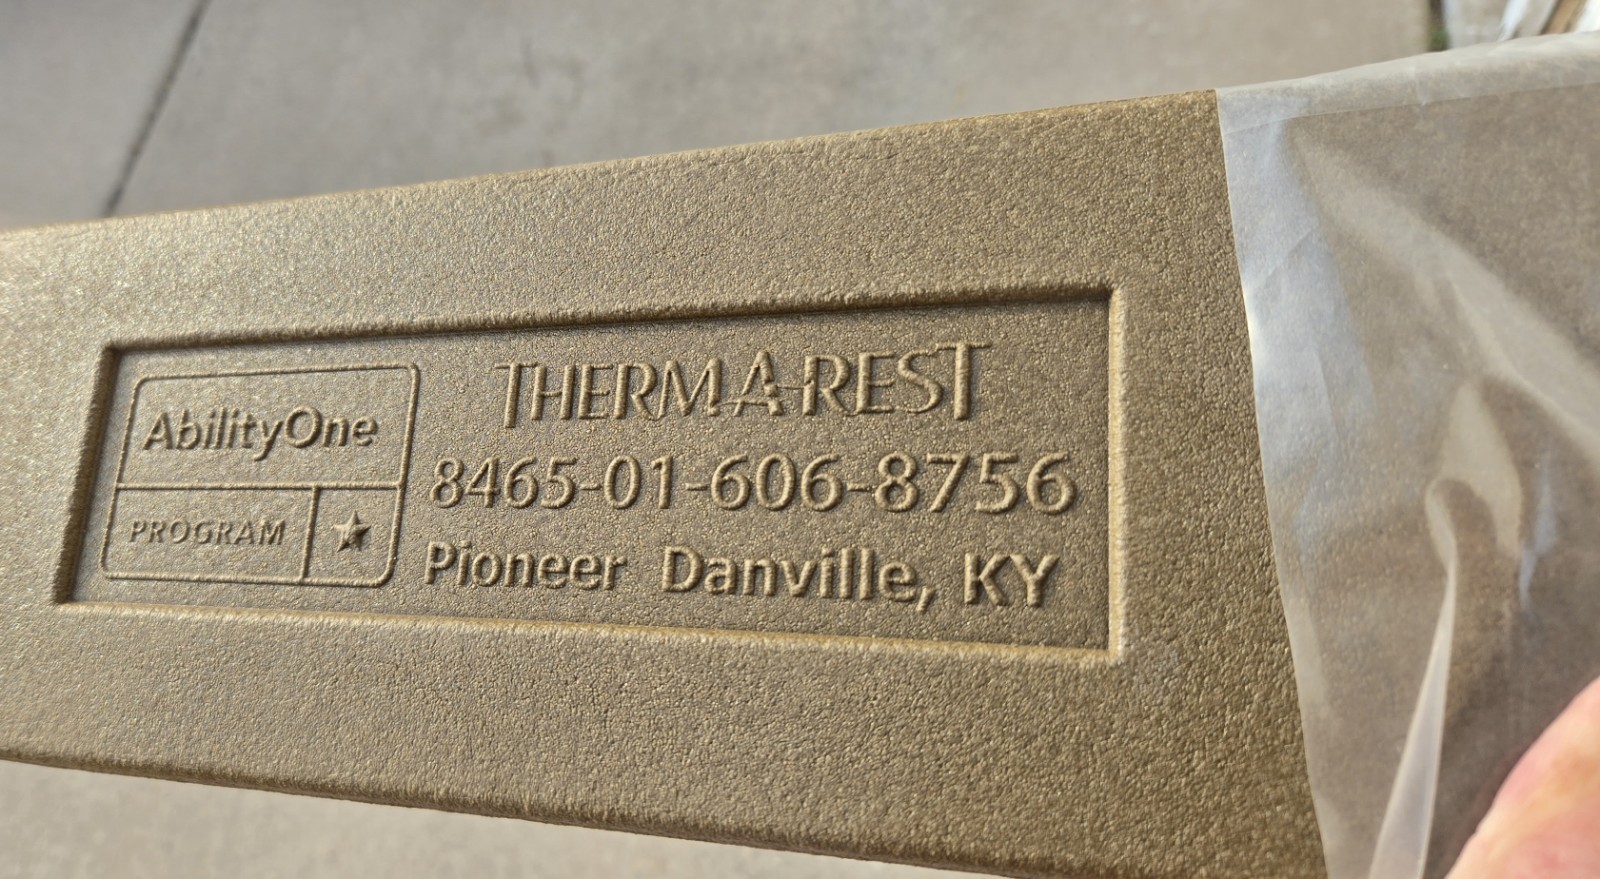 AbilityOne
PROGRAM
THERM-A-REST
8465-01-606-8756
Pioneer Danville, KY